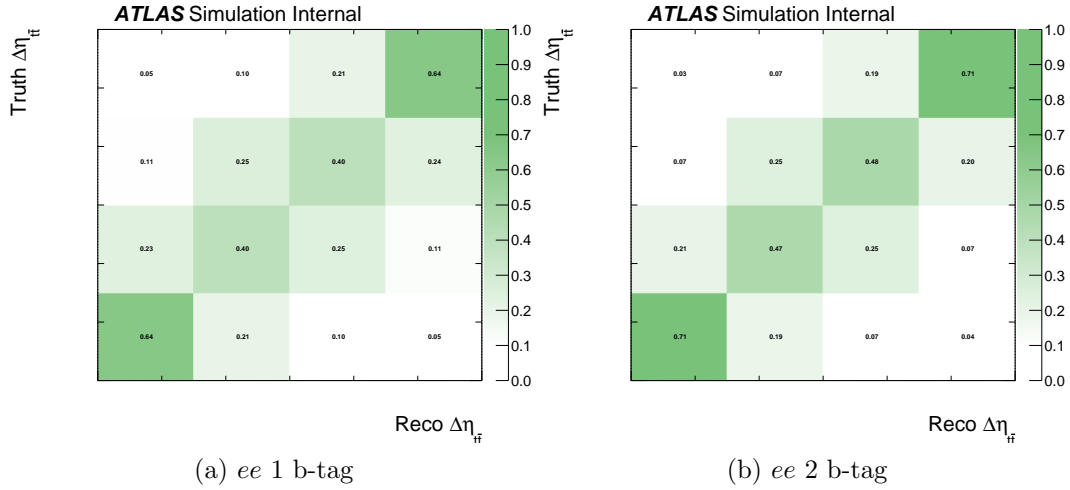 ATLAS Simulation Internal
Truth Δη_tt̄
0.05 0.10 0.21 0.64
0.11 0.25 0.40 0.24
0.23 0.40 0.25 0.11
0.64 0.21 0.10 0.05
1.0
0.9
0.8
0.7
0.6
0.5
0.4
0.3
0.2
0.1
0.0
Reco Δη_tt̄
(a) ee 1 b-tag
ATLAS Simulation Internal
Truth Δη_tt̄
0.03 0.07 0.19 0.71
0.07 0.25 0.48 0.20
0.21 0.47 0.25 0.07
0.71 0.19 0.07 0.04
1.0
0.9
0.8
0.7
0.6
0.5
0.4
0.3
0.2
0.1
0.0
Reco Δη_tt̄
(b) ee 2 b-tag